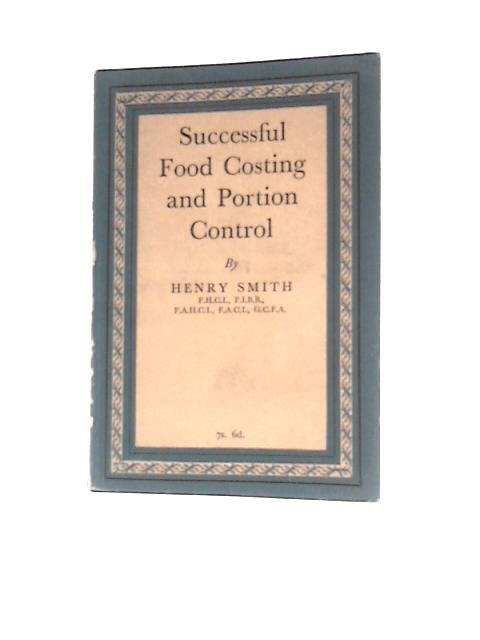 Successful
Food Costing
and Portion
Control
By
HENRY SMITH
F.H.C.I., F.I.B.B.,
F.A.H.C.I., F.A.C.I., G.C.F.A.
7s. 6d.